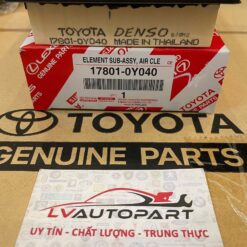 TOYOTA DENSO
17801-0Y040 MADE IN THAILAND
ELEMENT SUB-ASSY, AIR CLE
17801-0Y040
1
TOYOTA
GENUINE PARTS
LVAUTOPART
UY TÍN - CHẤT LƯỢNG - TRUNG THỰC